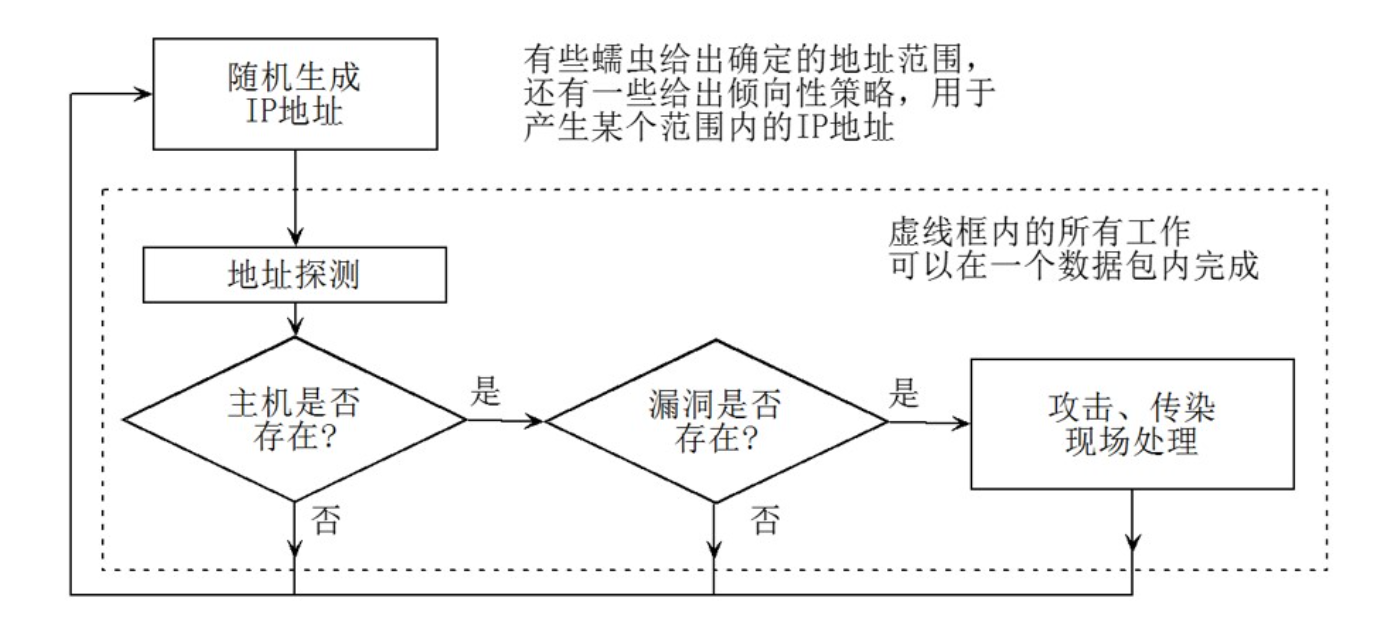 随机生成
IP地址
有些蠕虫给出确定的地址范围，
还有一些给出倾向性策略，用于
产生某个范围内的IP地址
虚线框内的所有工作
可以在一个数据包内完成
地址探测
主机是否
存在?
是
漏洞是否
存在?
是
攻击、传染
现场处理
否
否